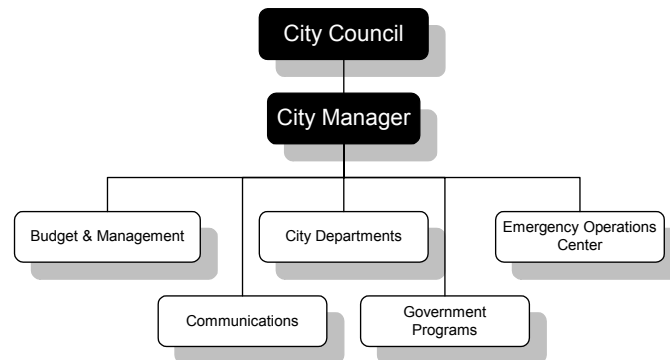 City Council
City Manager
Budget & Management
City Departments
Emergency Operations
Center
Communications
Government
Programs